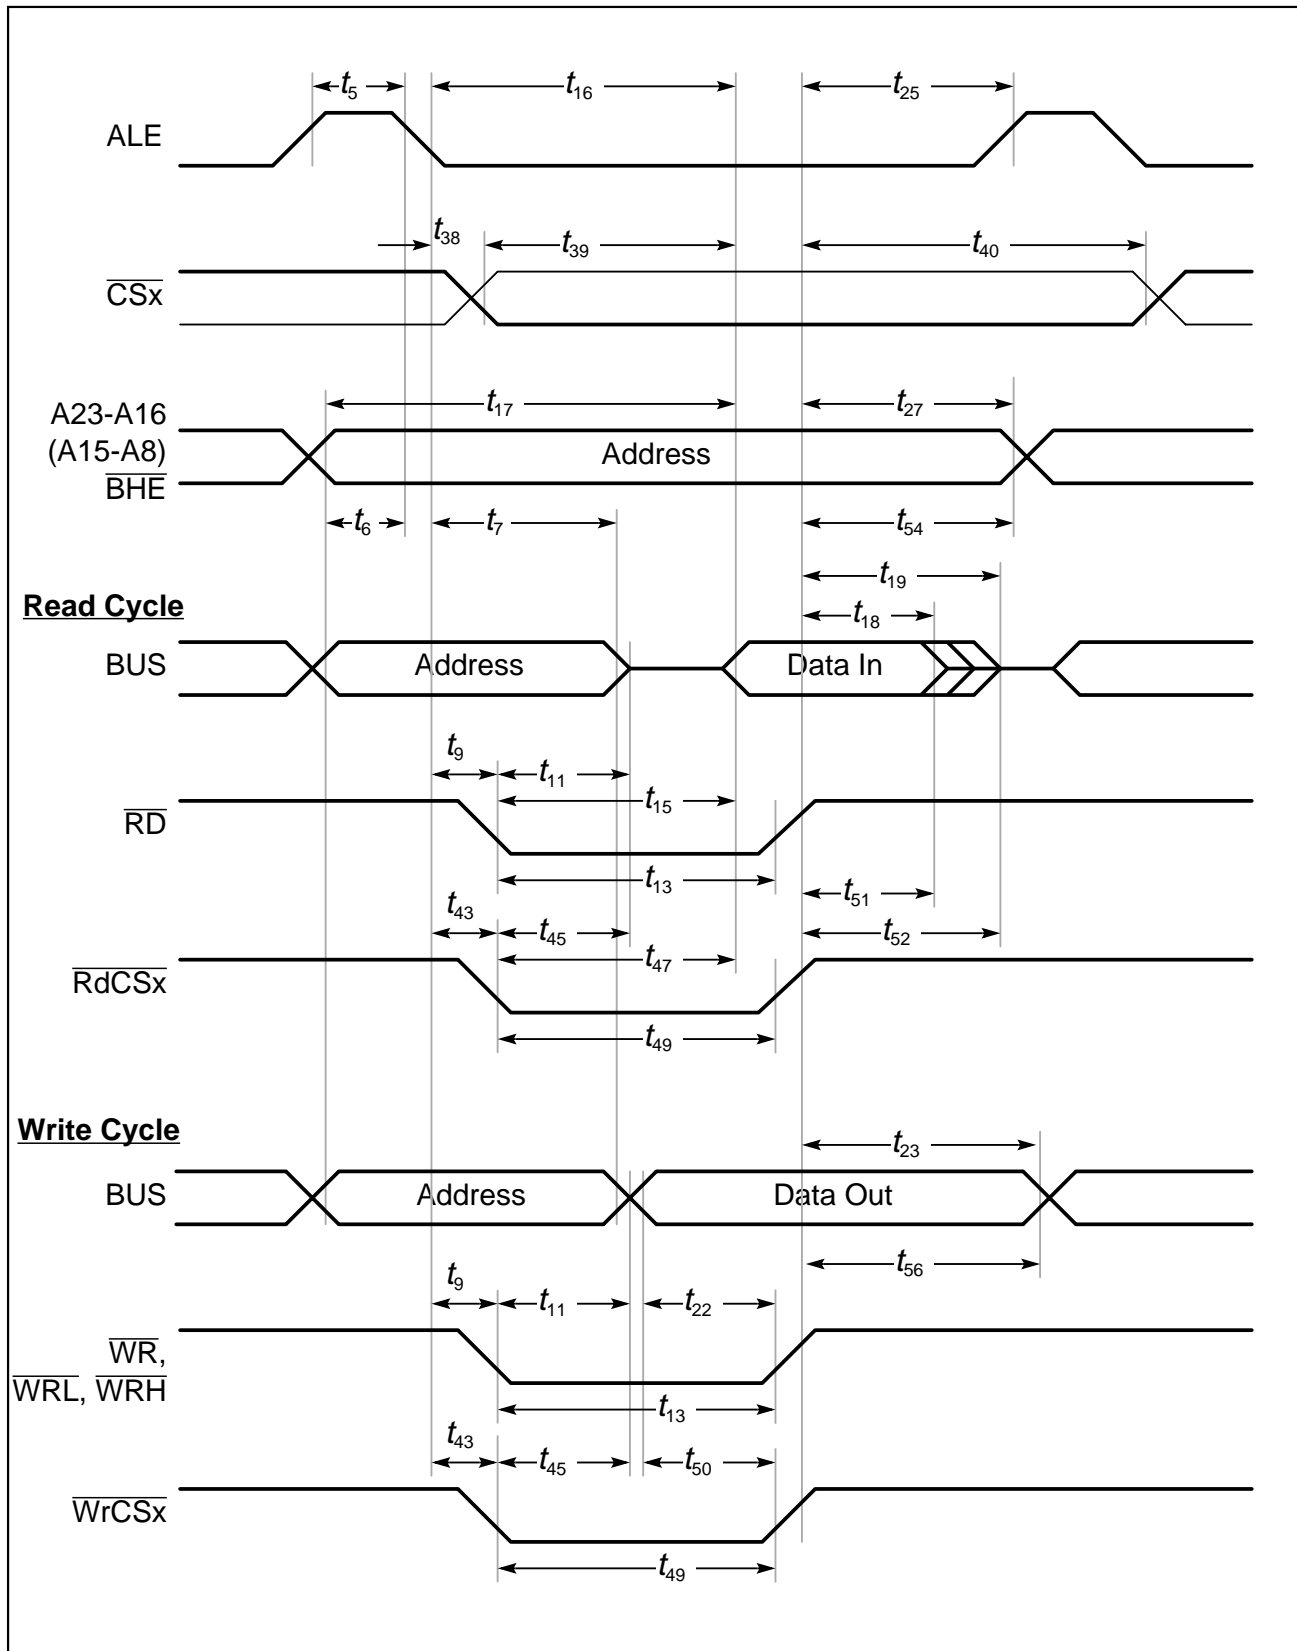 t5 t16 t25
ALE
t38 t39 t40
CSx
t17 t27
A23-A16
(A15-A8) Address
BHE
t6 t7 t54
t19
Read Cycle t18
BUS Address Data In
t9 t11
t15
RD
t13 t51
t43 t45 t52
t47
RdCSx
t49
Write Cycle
t23
BUS Address Data Out
t56
t9 t11 t22
WR,
WRL, WRH
t13
t43 t45 t50
WrCSx
t49